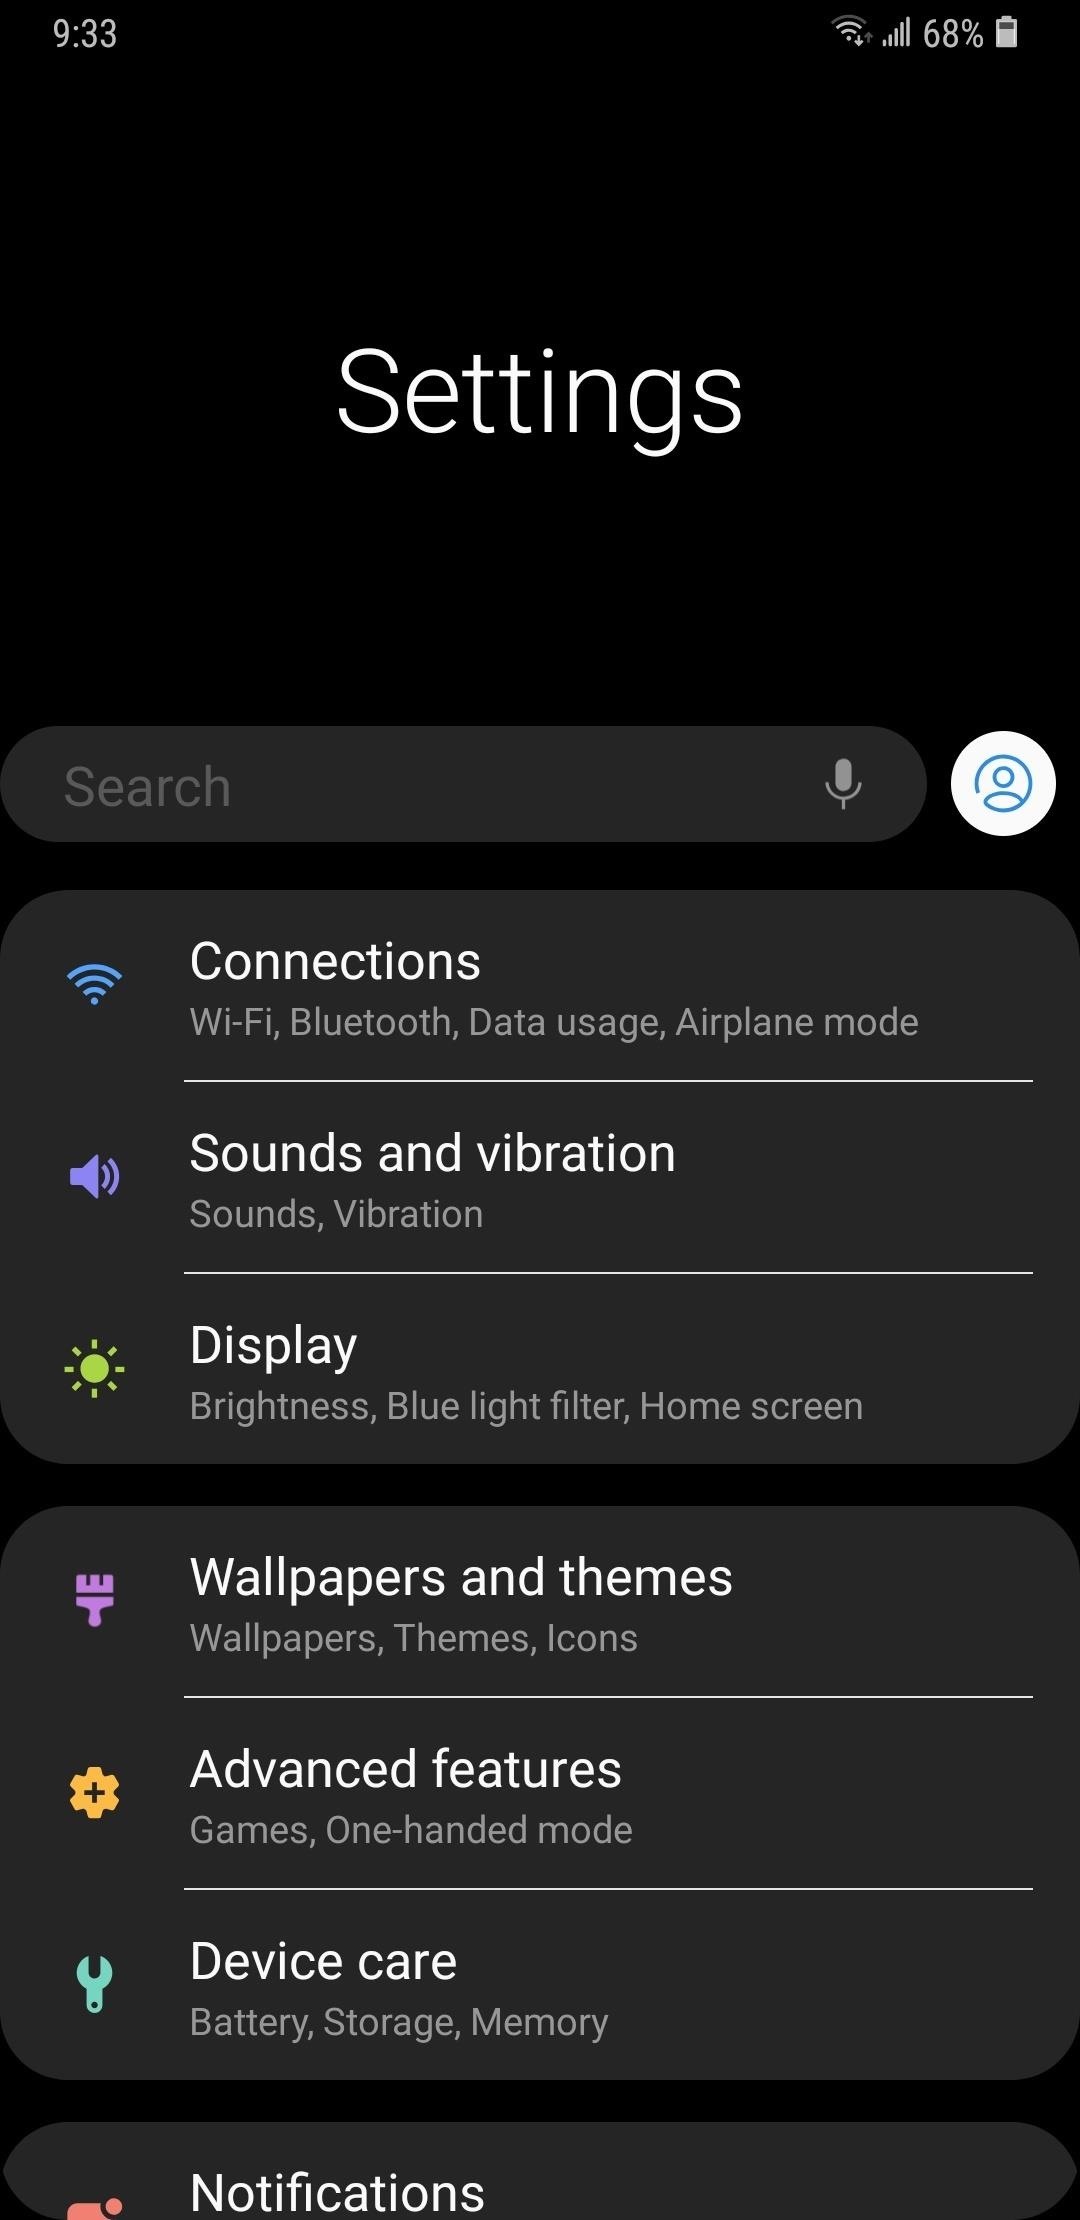 9:33 68%
Settings
Search
Connections
Wi-Fi, Bluetooth, Data usage, Airplane mode
Sounds and vibration
Sounds, Vibration
Display
Brightness, Blue light filter, Home screen
Wallpapers and themes
Wallpapers, Themes, Icons
Advanced features
Games, One-handed mode
Device care
Battery, Storage, Memory
Notifications